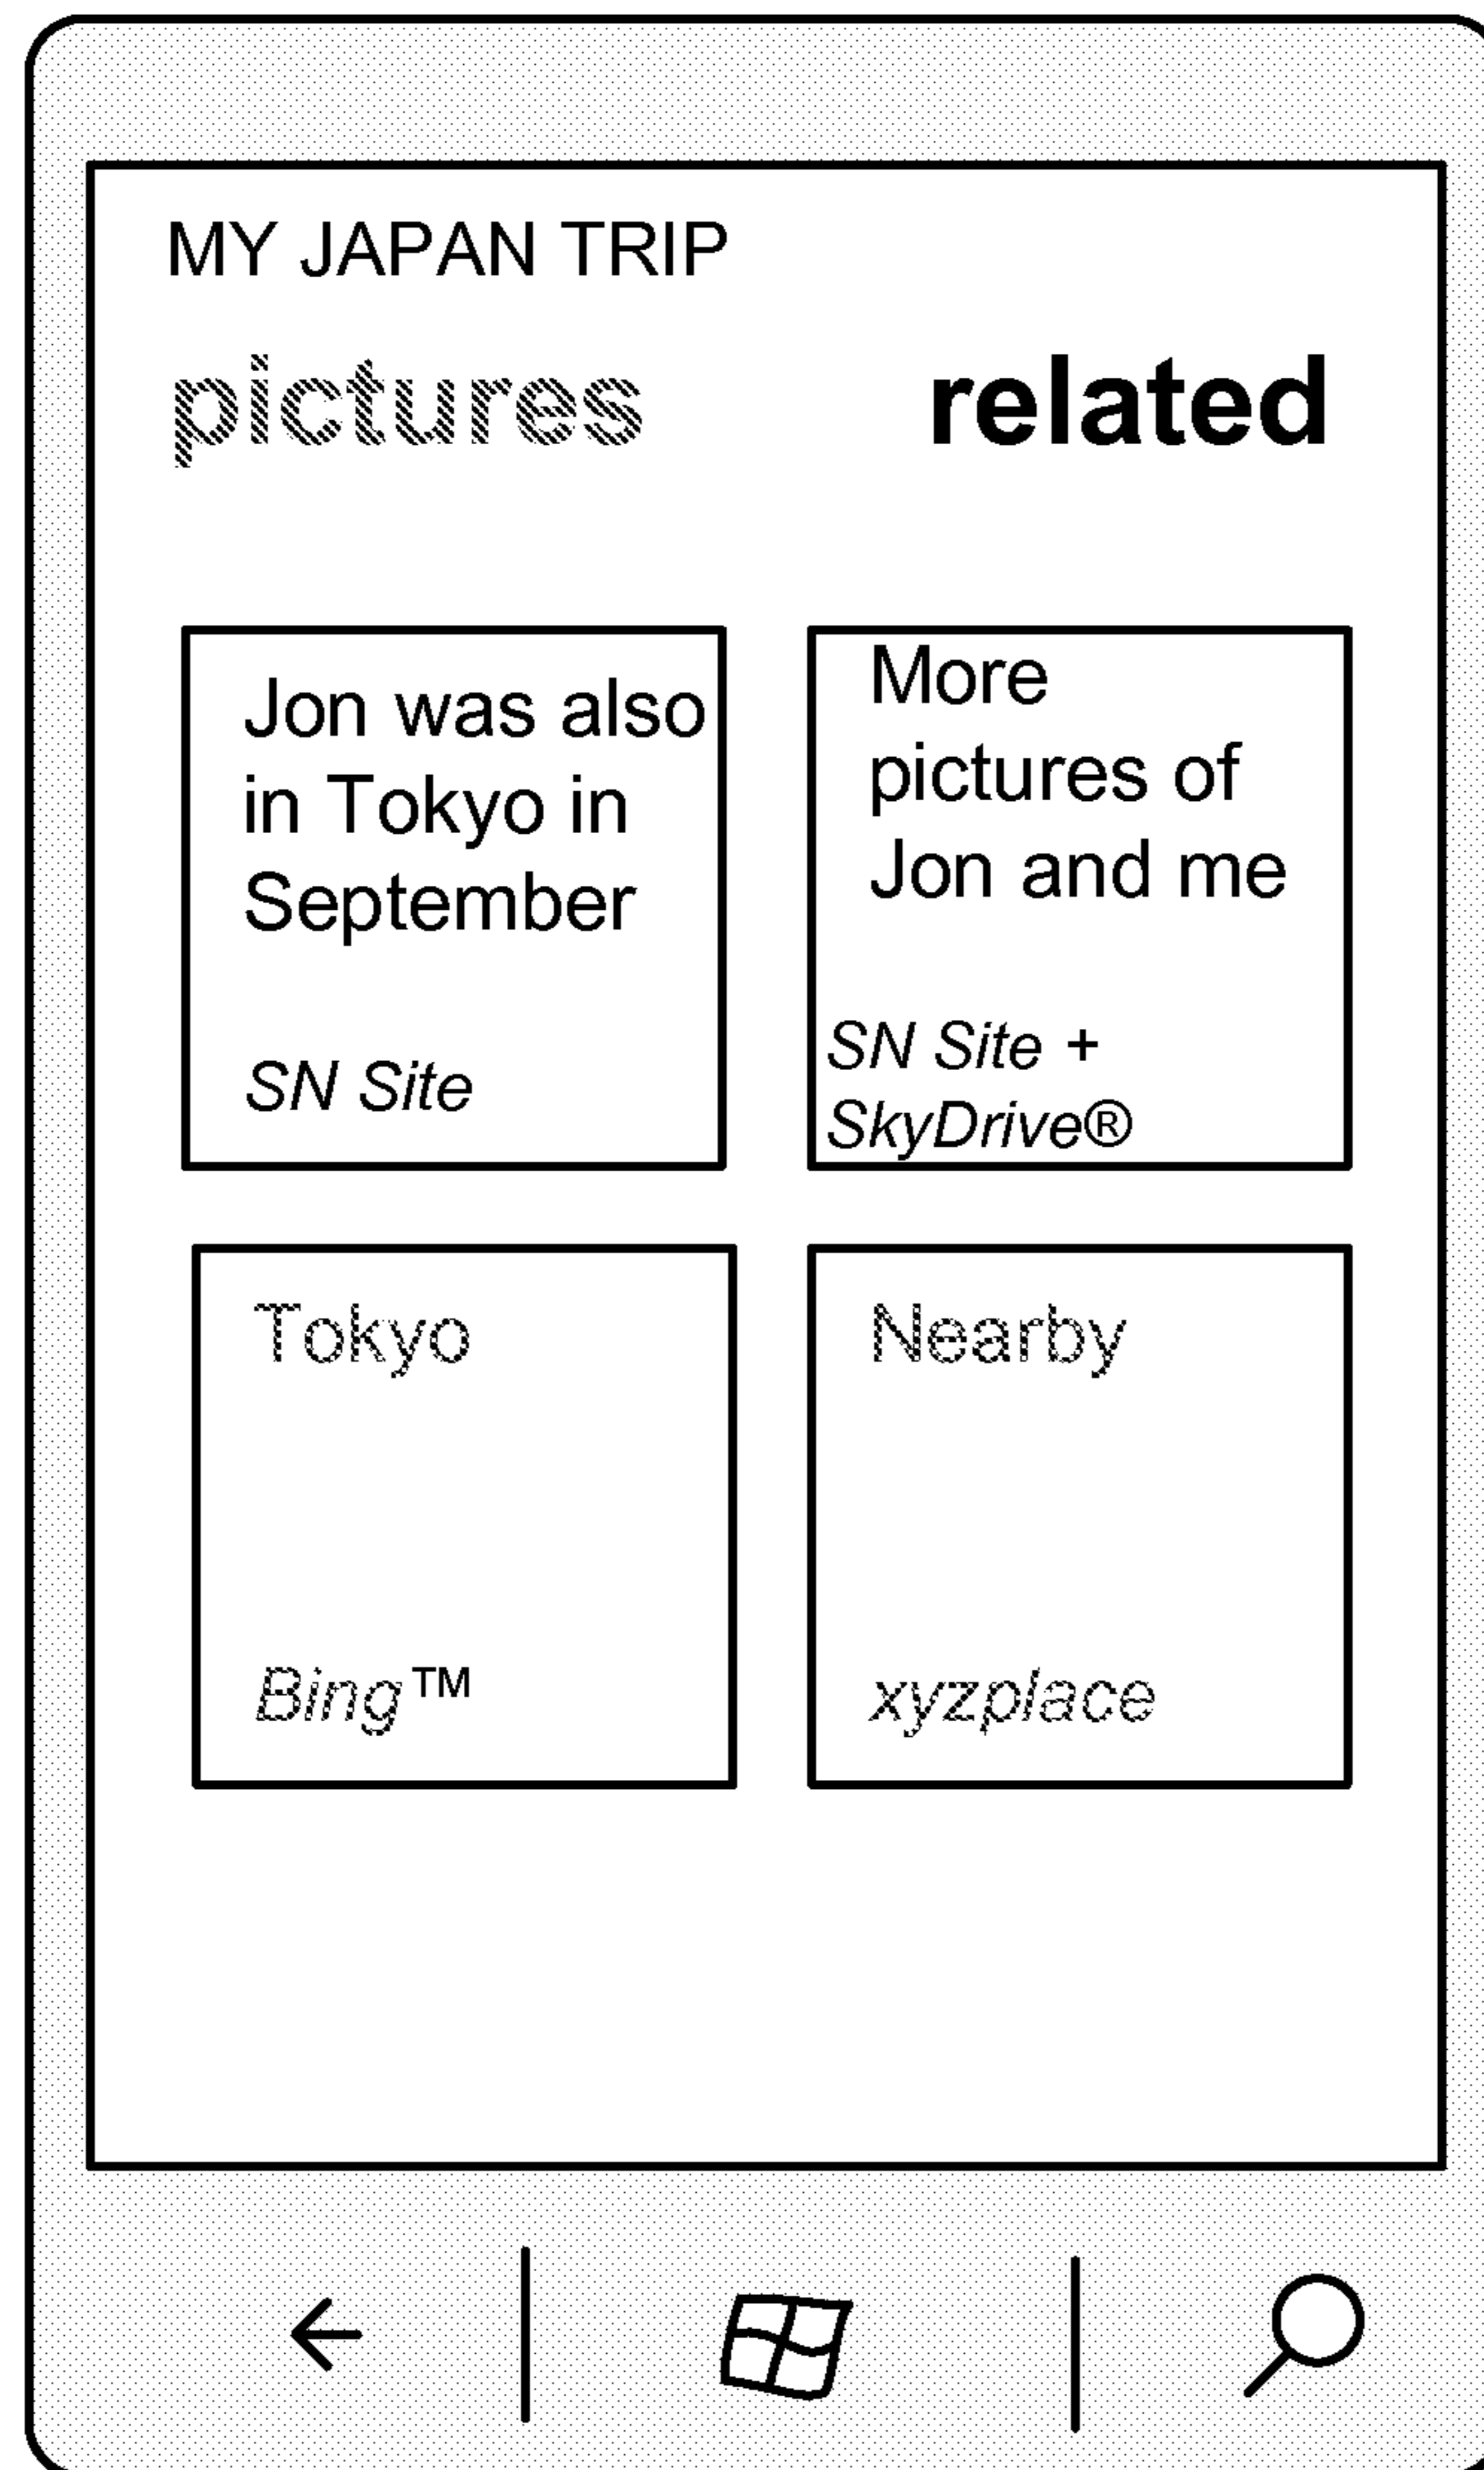 MY JAPAN TRIP
pictures related
Jon was also
in Tokyo in
September
SN Site
More
pictures of
Jon and me
SN Site +
SkyDrive®
Tokyo
Bing™
Nearby
xyzplace